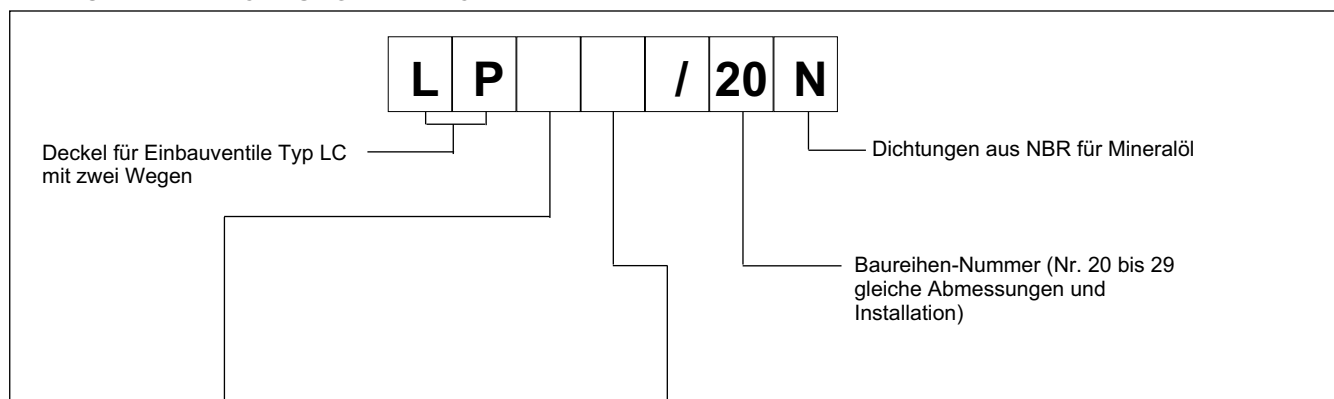 L P / 20 N
Deckel für Einbauventile Typ LC
mit zwei Wegen
Dichtungen aus NBR für Mineralöl
Baureihen-Nummer (Nr. 20 bis 29
gleiche Abmessungen und
Installation)